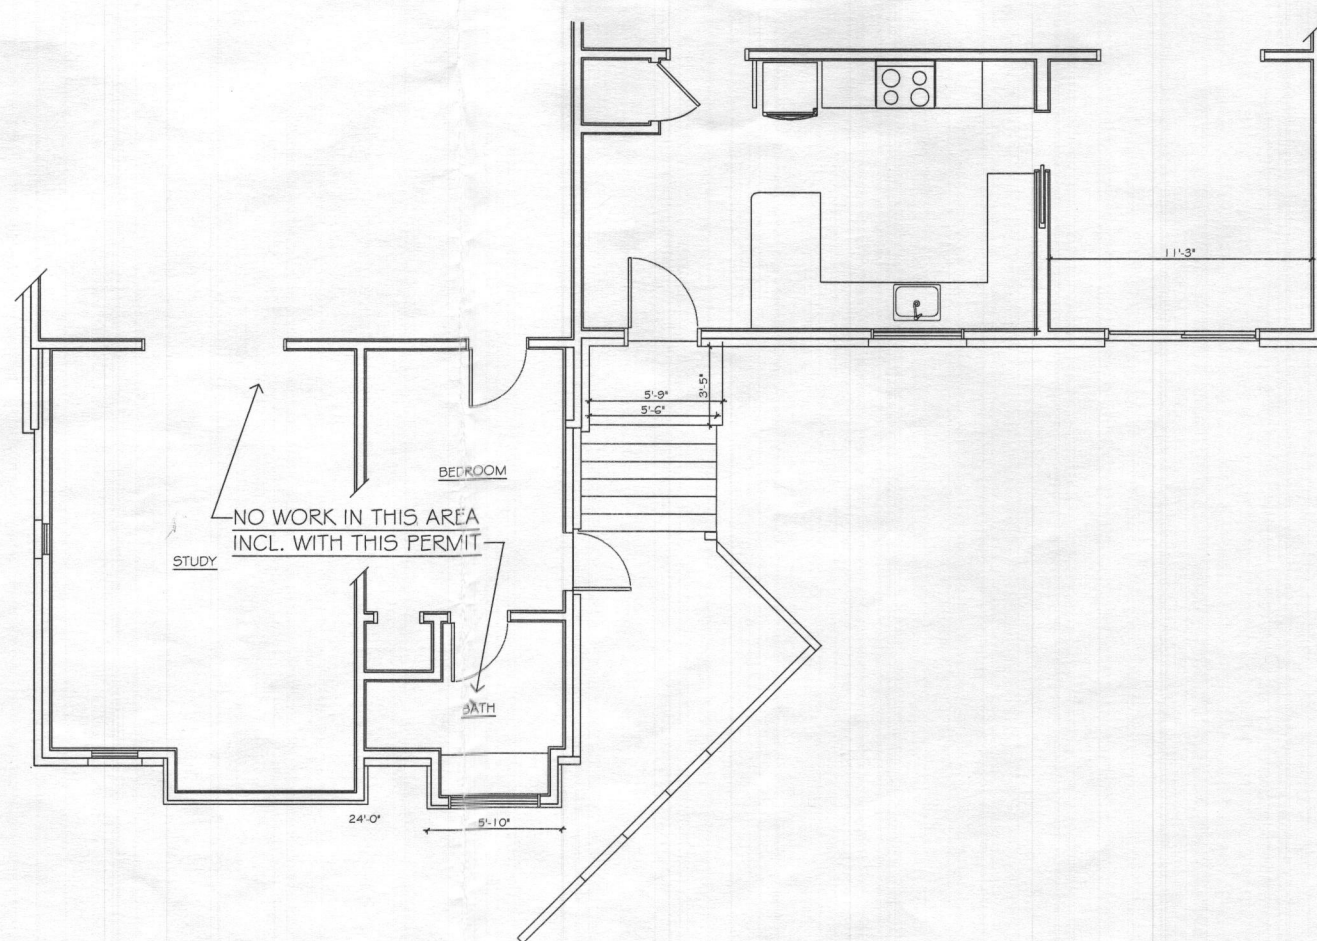 11'-3"
5'-9"
3'-5"
5'-6"
BEDROOM
NO WORK IN THIS AREA
INCL. WITH THIS PERMIT
STUDY
BATH
24'-0"
5'-10"